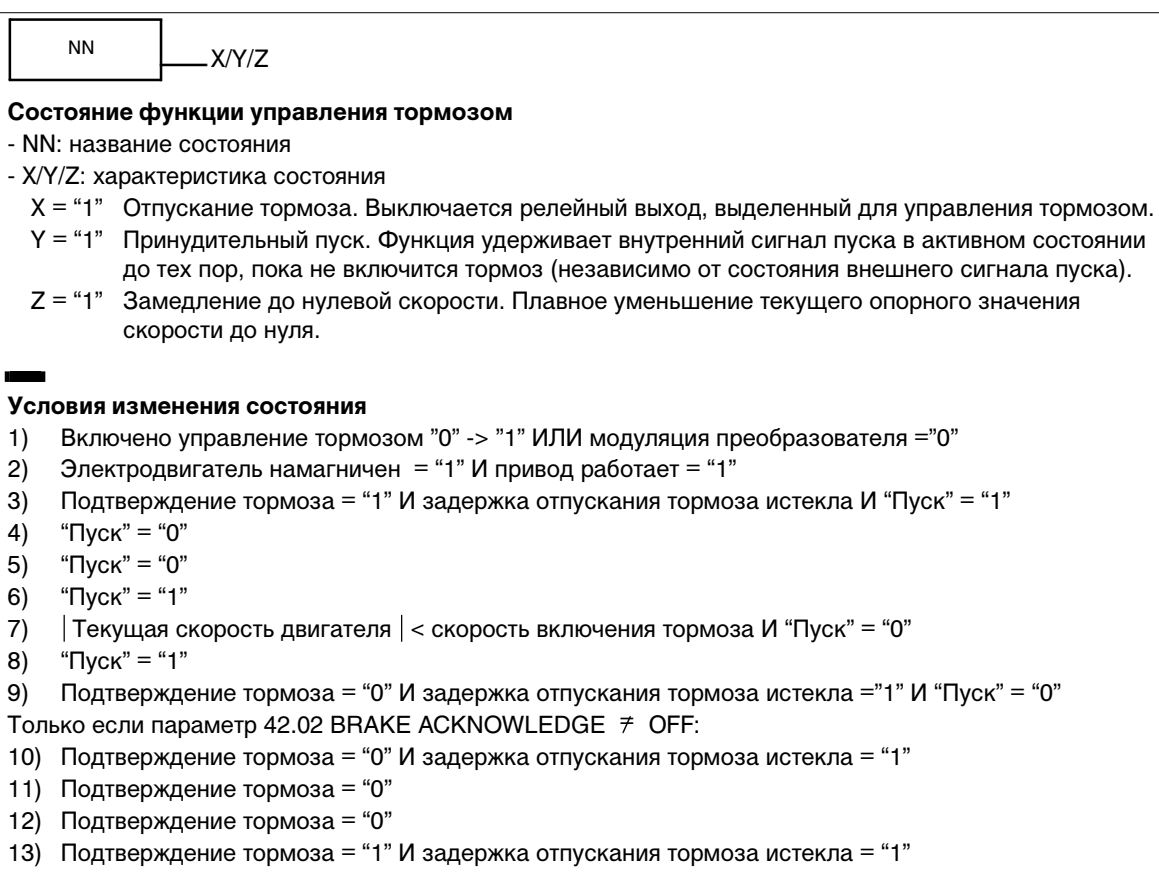 NN
X/Y/Z
Состояние функции управления тормозом
- NN: название состояния
- X/Y/Z: характеристика состояния
X = “1” Отпускание тормоза. Выключается релейный выход, выделенный для управления тормозом.
Y = “1” Принудительный пуск. Функция удерживает внутренний сигнал пуска в активном состоянии
до тех пор, пока не включится тормоз (независимо от состояния внешнего сигнала пуска).
Z = “1” Замедление до нулевой скорости. Плавное уменьшение текущего опорного значения
скорости до нуля.
Условия изменения состояния
1) Включено управление тормозом ”0” -> ”1” ИЛИ модуляция преобразователя =”0”
2) Электродвигатель намагничен = “1” И привод работает = “1”
3) Подтверждение тормоза = “1” И задержка отпускания тормоза истекла И “Пуск” = “1”
4) “Пуск” = “0”
5) “Пуск” = “0”
6) “Пуск” = “1”
7) | Текущая скорость двигателя | < скорость включения тормоза И “Пуск” = “0”
8) “Пуск” = “1”
9) Подтверждение тормоза = “0” И задержка отпускания тормоза истекла =”1” И “Пуск” = “0”
Только если параметр 42.02 BRAKE ACKNOWLEDGE ≠ OFF:
10) Подтверждение тормоза = “0” И задержка отпускания тормоза истекла = “1”
11) Подтверждение тормоза = “0”
12) Подтверждение тормоза = “0”
13) Подтверждение тормоза = “1” И задержка отпускания тормоза истекла = “1”